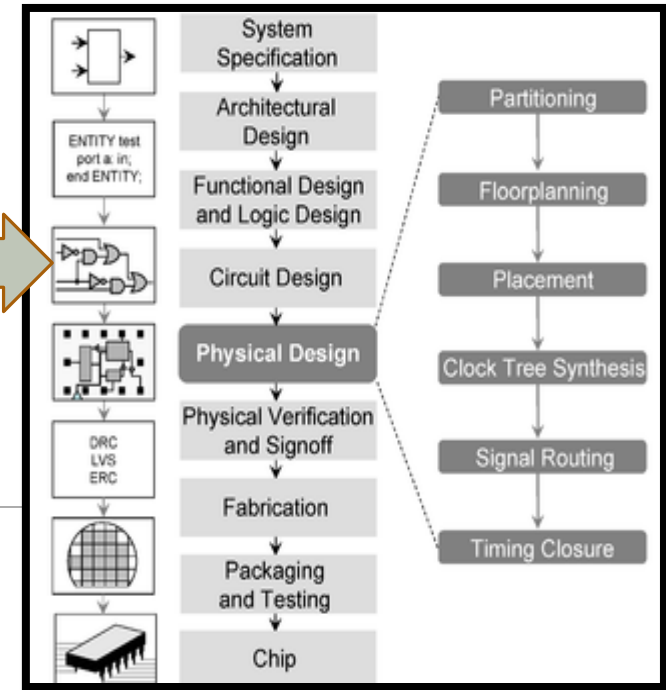 ENTITY test
port a: in;
end ENTITY;
DRC
LVS
ERC
System
Specification
Architectural
Design
Functional Design
and Logic Design
Circuit Design
Physical Design
Physical Verification
and Signoff
Fabrication
Packaging
and Testing
Chip
Partitioning
Floorplanning
Placement
Clock Tree Synthesis
Signal Routing
Timing Closure